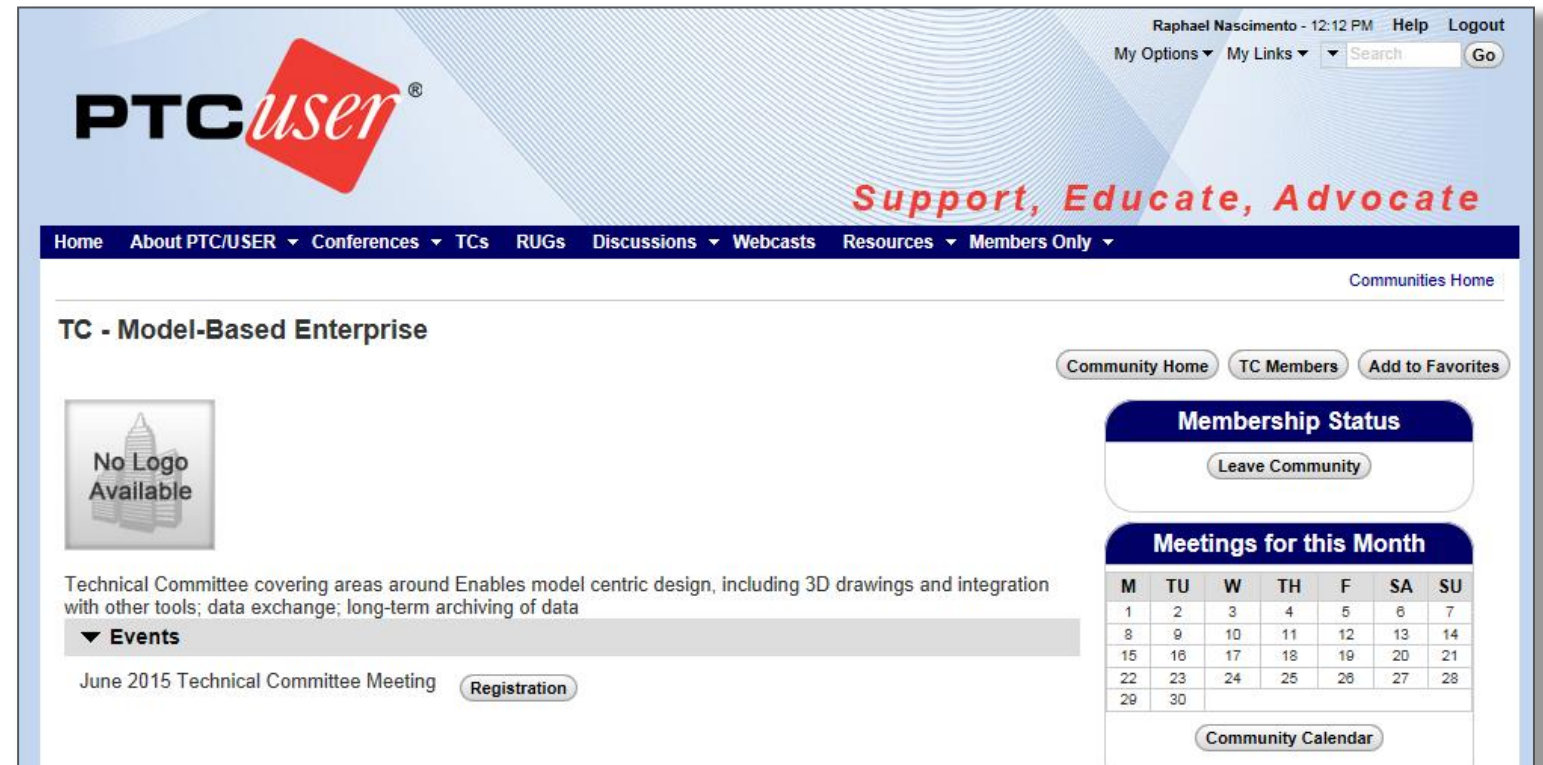 Raphael Nascimento - 12:12 PM Help Logout
My Options My Links Search Go
PTCuser®
Support, Educate, Advocate
Home About PTC/USER Conferences TCs RUGs Discussions Webcasts Resources Members Only
Communities Home
TC - Model-Based Enterprise
Community Home TC Members Add to Favorites
No Logo
Available
Technical Committee covering areas around Enables model centric design, including 3D drawings and integration
with other tools; data exchange; long-term archiving of data
Events
June 2015 Technical Committee Meeting Registration
Membership Status
Leave Community
Meetings for this Month
M TU W TH F SA SU
1 2 3 4 5 6 7
8 9 10 11 12 13 14
15 16 17 18 19 20 21
22 23 24 25 26 27 28
29 30
Community Calendar